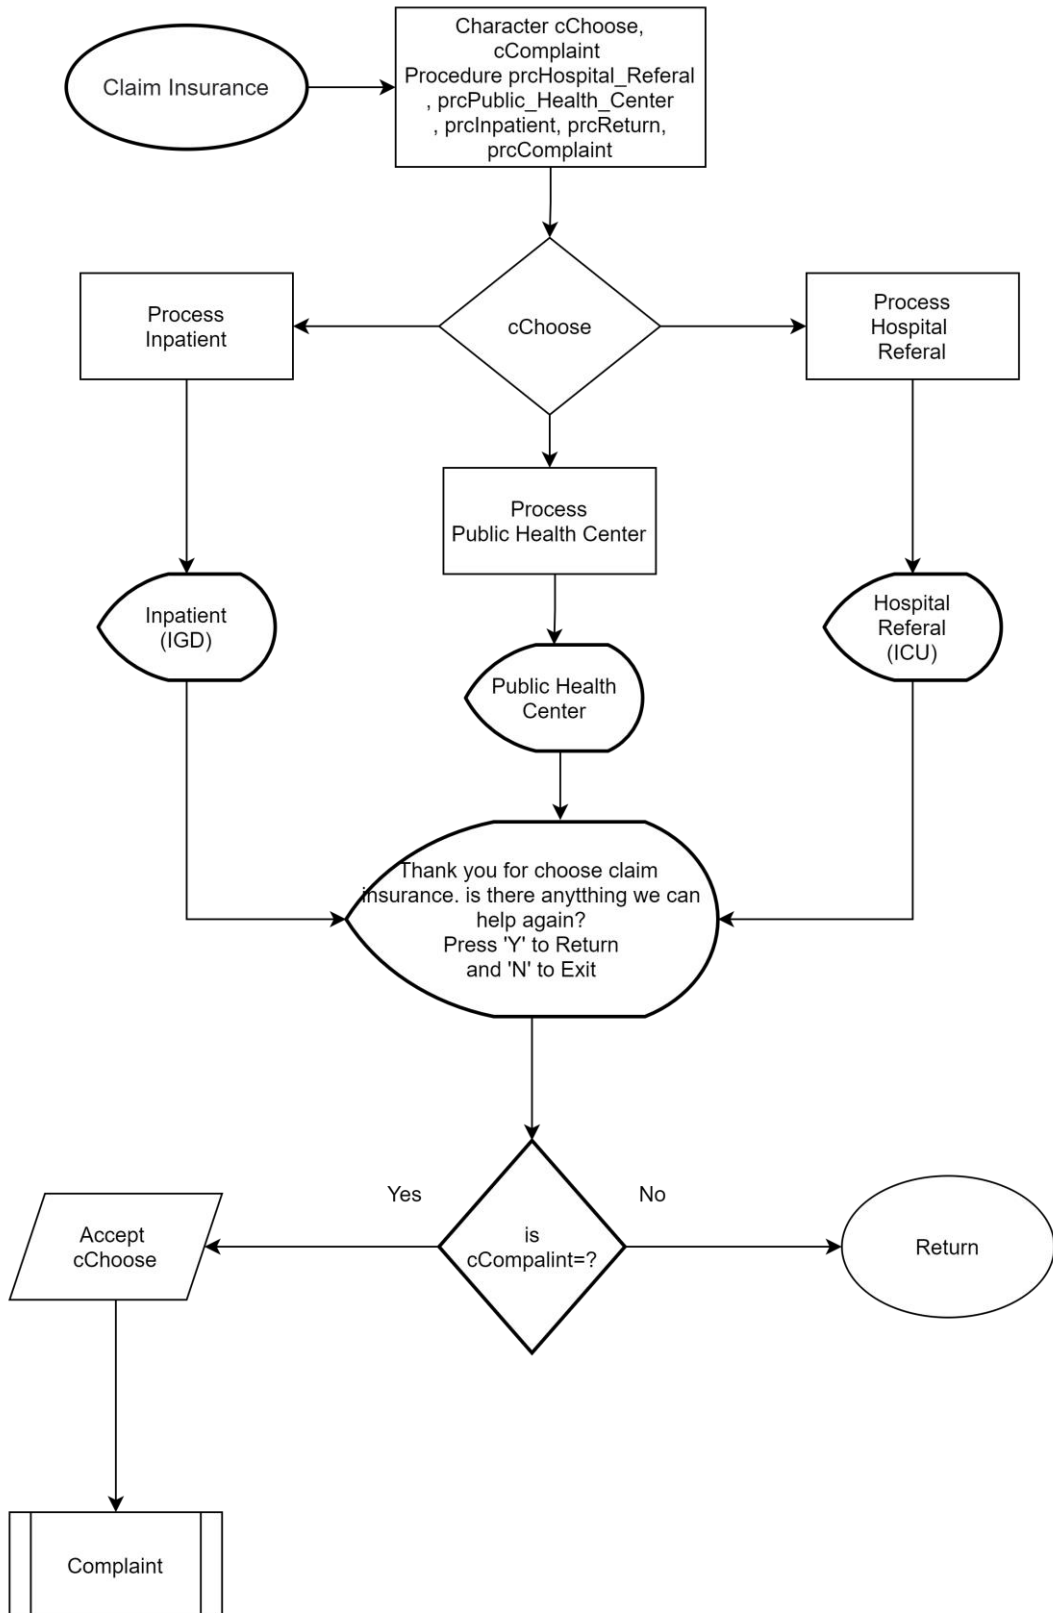 Claim Insurance
Character cChoose,
cComplaint
Procedure prcHospital_Referal
, prcPublic_Health_Center
, prcInpatient, prcReturn,
prcComplaint
Process
Inpatient
cChoose
Process
Hospital
Referal
Process
Public Health Center
Inpatient
(IGD)
Hospital
Referal
(ICU)
Public Health
Center
Thank you for choose claim
insurance. is there anytthing we can
help again?
Press 'Y' to Return
and 'N' to Exit
Yes
No
Accept
cChoose
is
cCompalint=?
Return
Complaint